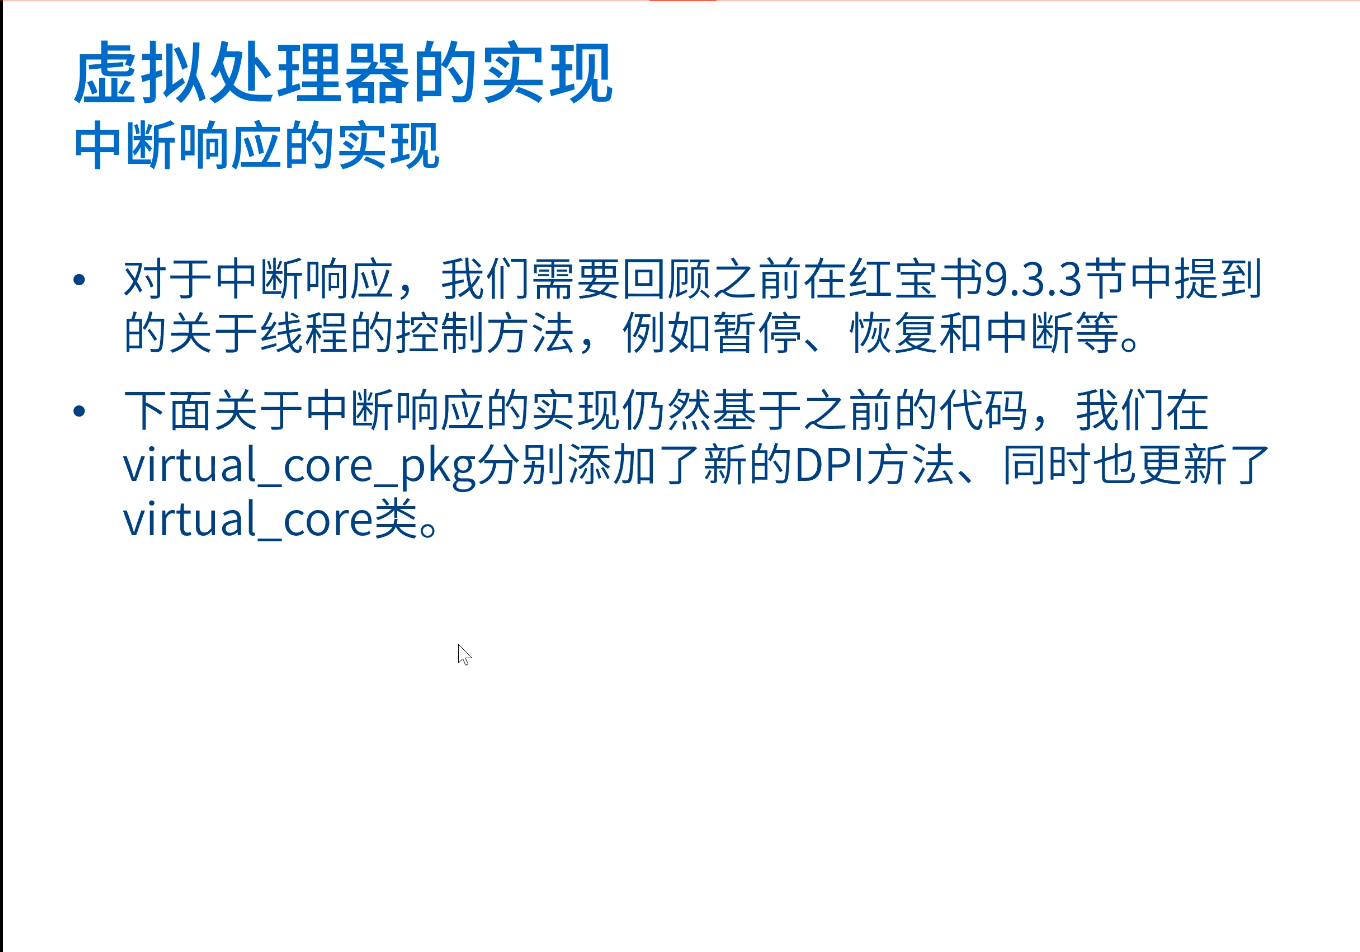 虚拟处理器的实现
中断响应的实现
• 对于中断响应，我们需要回顾之前在红宝书9.3.3节中提到
的关于线程的控制方法，例如暂停、恢复和中断等。
• 下面关于中断响应的实现仍然基于之前的代码，我们在
virtual_core_pkg分别添加了新的DPI方法、同时也更新了
virtual_core类。